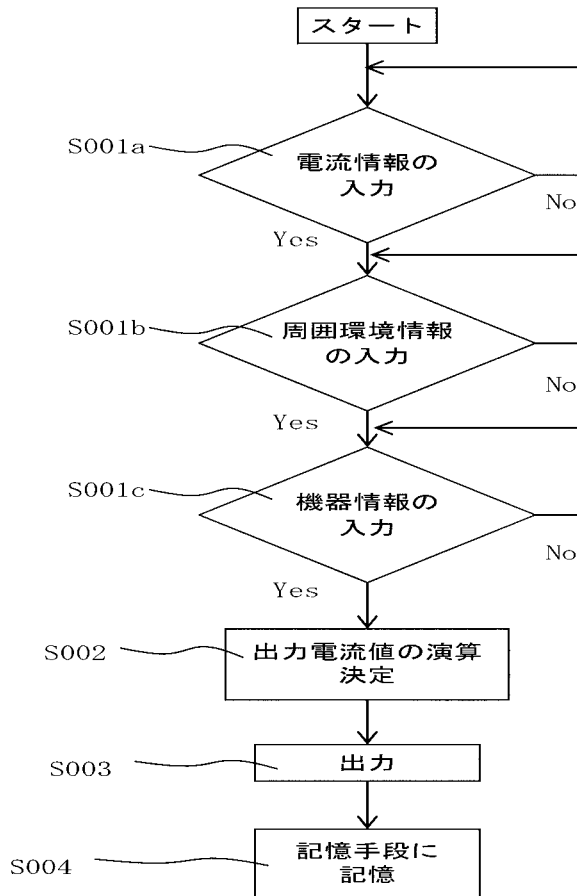 スタート
S001a
電流情報の
入力
No
Yes
S001b
周囲環境情報
の入力
No
Yes
S001c
機器情報の
入力
No
Yes
S002
出力電流値の演算
決定
S003
出力
S004
記憶手段に
記憶